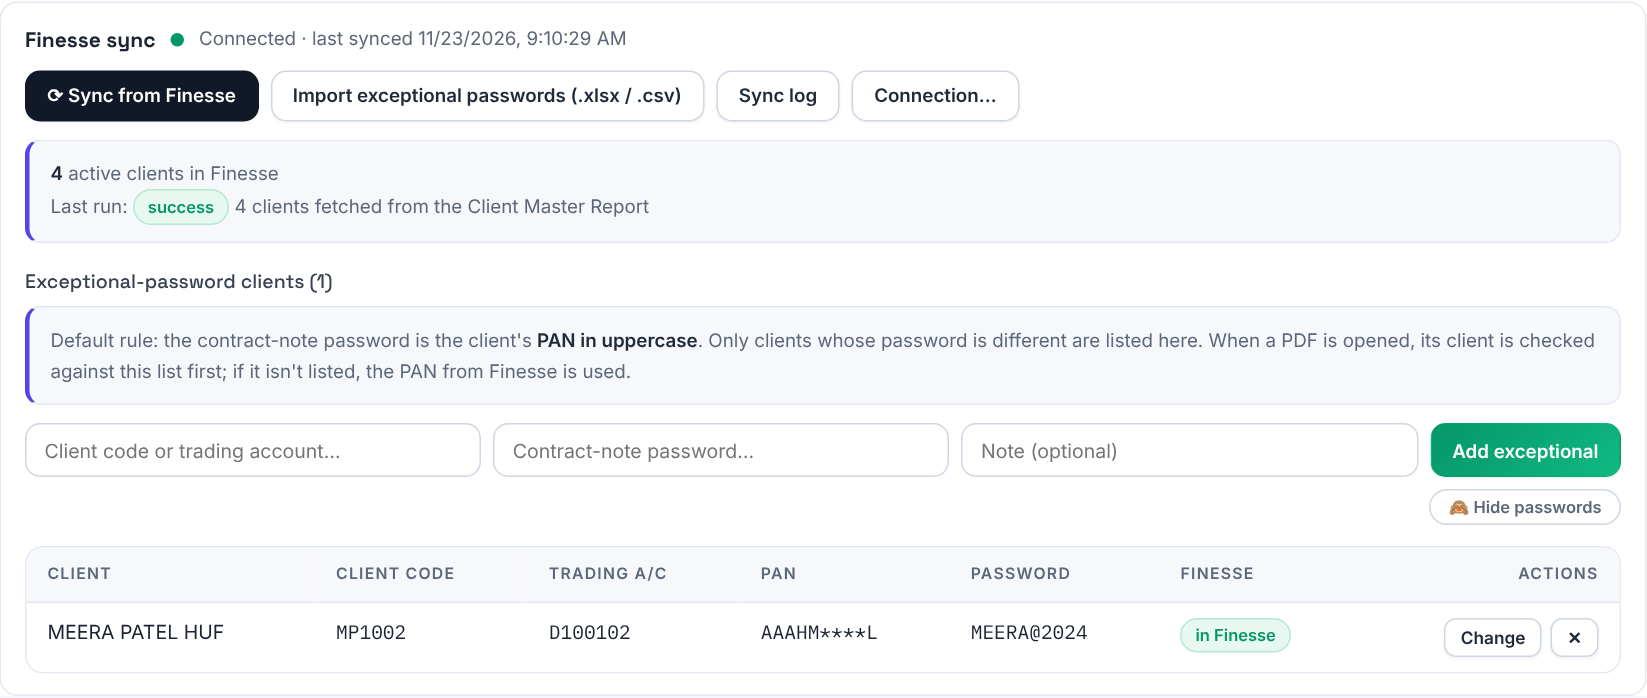 Finesse sync Connected · last synced 11/23/2026, 9:10:29 AM
⟳ Sync from Finesse Import exceptional passwords (.xlsx / .csv) Sync log Connection...
4 active clients in Finesse
Last run: success 4 clients fetched from the Client Master Report
Exceptional-password clients (1)
Default rule: the contract-note password is the client's PAN in uppercase. Only clients whose password is different are listed here. When a PDF is opened, its client is checked
against this list first; if it isn't listed, the PAN from Finesse is used.
Client code or trading account... Contract-note password... Note (optional) Add exceptional
🙈 Hide passwords
CLIENT CLIENT CODE TRADING A/C PAN PASSWORD FINESSE ACTIONS
MEERA PATEL HUF MP1002 D100102 AAAHM****L MEERA@2024 in Finesse Change ✕